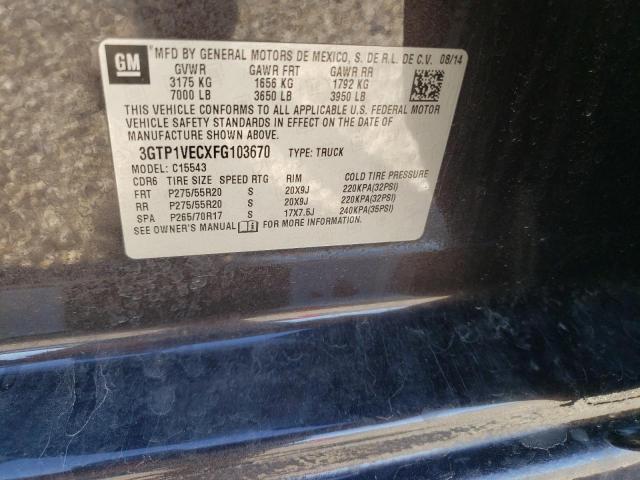 GM MFD BY GENERAL MOTORS DE MEXICO, S. DE R.L. DE C.V. 08/14
GVWR GAWR FRT GAWR RR
3175 KG 1656 KG 1792 KG
7000 LB 3650 LB 3950 LB
THIS VEHICLE CONFORMS TO ALL APPLICABLE U.S. FEDERAL MOTOR
VEHICLE SAFETY STANDARDS IN EFFECT ON THE DATE OF
MANUFACTURE SHOWN ABOVE.
3GTP1VECXFG103670 TYPE: TRUCK
MODEL: C15543
CDR6 TIRE SIZE SPEED RTG RIM COLD TIRE PRESSURE
FRT P275/55R20 S 20X9J 220KPA(32PSI)
RR P275/55R20 S 20X9J 220KPA(32PSI)
SPA P265/70R17 S 17X7.5J 240KPA(35PSI)
SEE OWNER'S MANUAL FOR MORE INFORMATION.